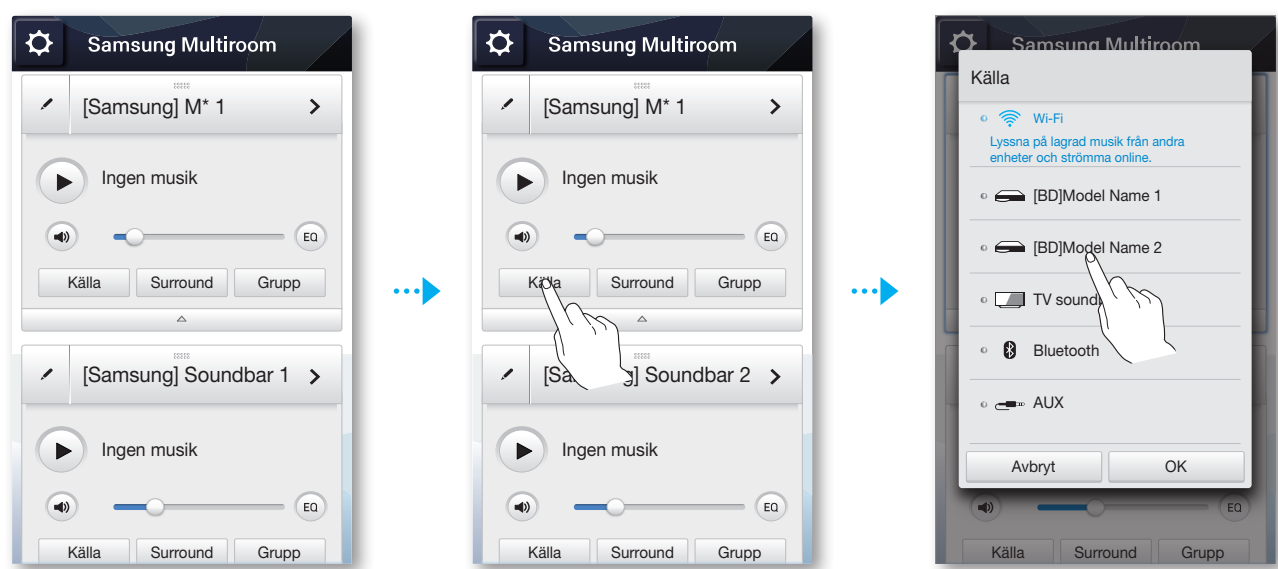 Samsung Multiroom
[Samsung] M* 1
Ingen musik
EQ
Källa Surround Grupp
[Samsung] Soundbar 1
Ingen musik
EQ
Källa Surround Grupp
Samsung Multiroom
[Samsung] M* 1
Ingen musik
EQ
Källa Surround Grupp
Soundbar 2
Ingen musik
EQ
Källa Surround Grupp
Samsung Multiroom
Källa
Wi-Fi
Lyssna på lagrad musik från andra
enheter och strömma online.
[BD]Model Name 1
[BD]Model Name 2
TV sound
Bluetooth
AUX
Avbryt OK
EQ
Källa Surround Grupp